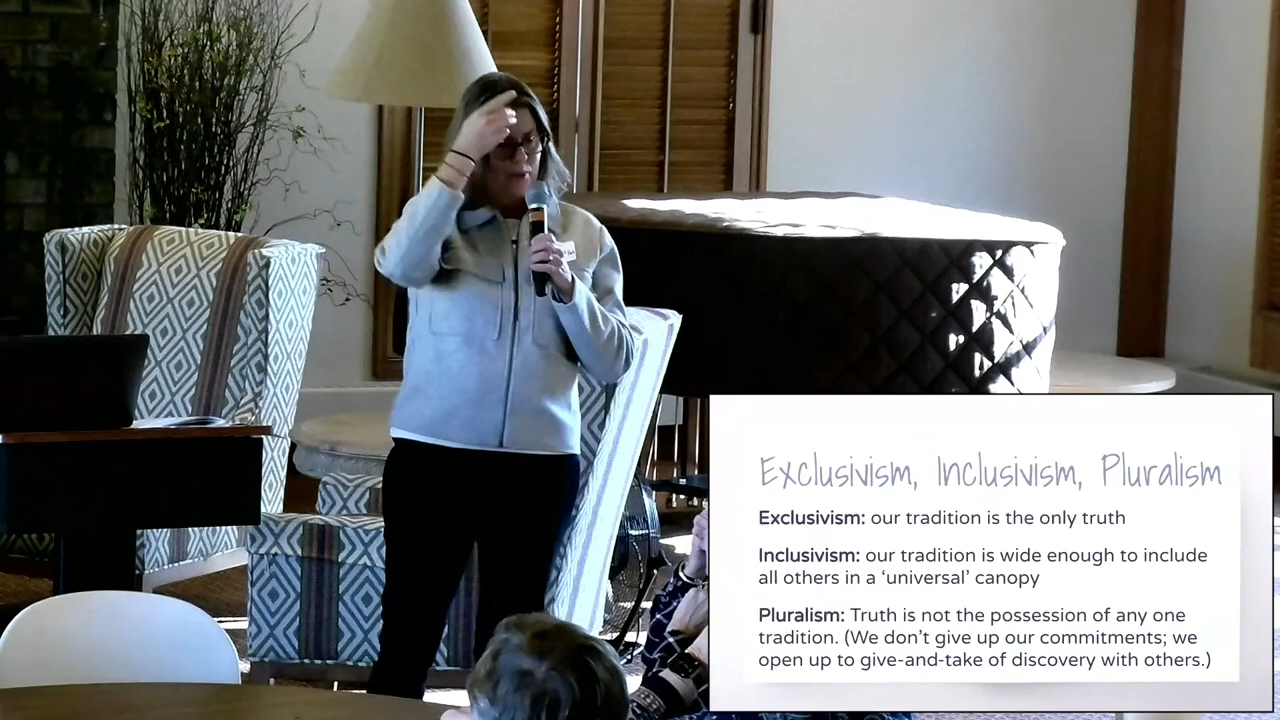 Exclusivism, Inclusivism, Pluralism
Exclusivism: our tradition is the only truth
Inclusivism: our tradition is wide enough to include
all others in a ‘universal’ canopy
Pluralism: Truth is not the possession of any one
tradition. (We don’t give up our commitments; we
open up to give-and-take of discovery with others.)